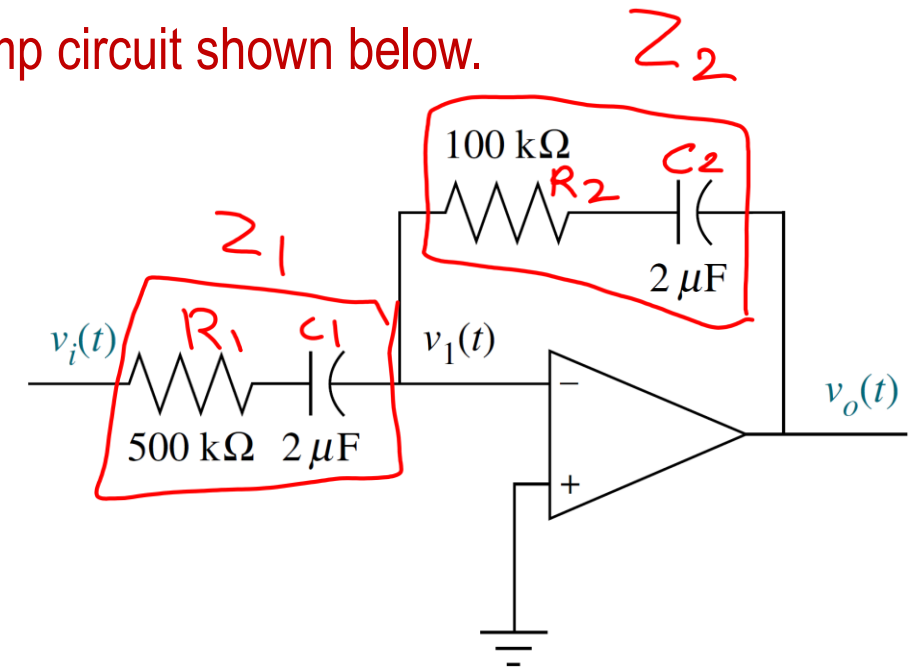 mp circuit shown below.
Z2
100 kΩ
R2
C2
2 μF
Z1
vi(t)
R1
C1
v1(t)
500 kΩ
2 μF
−
+
vo(t)